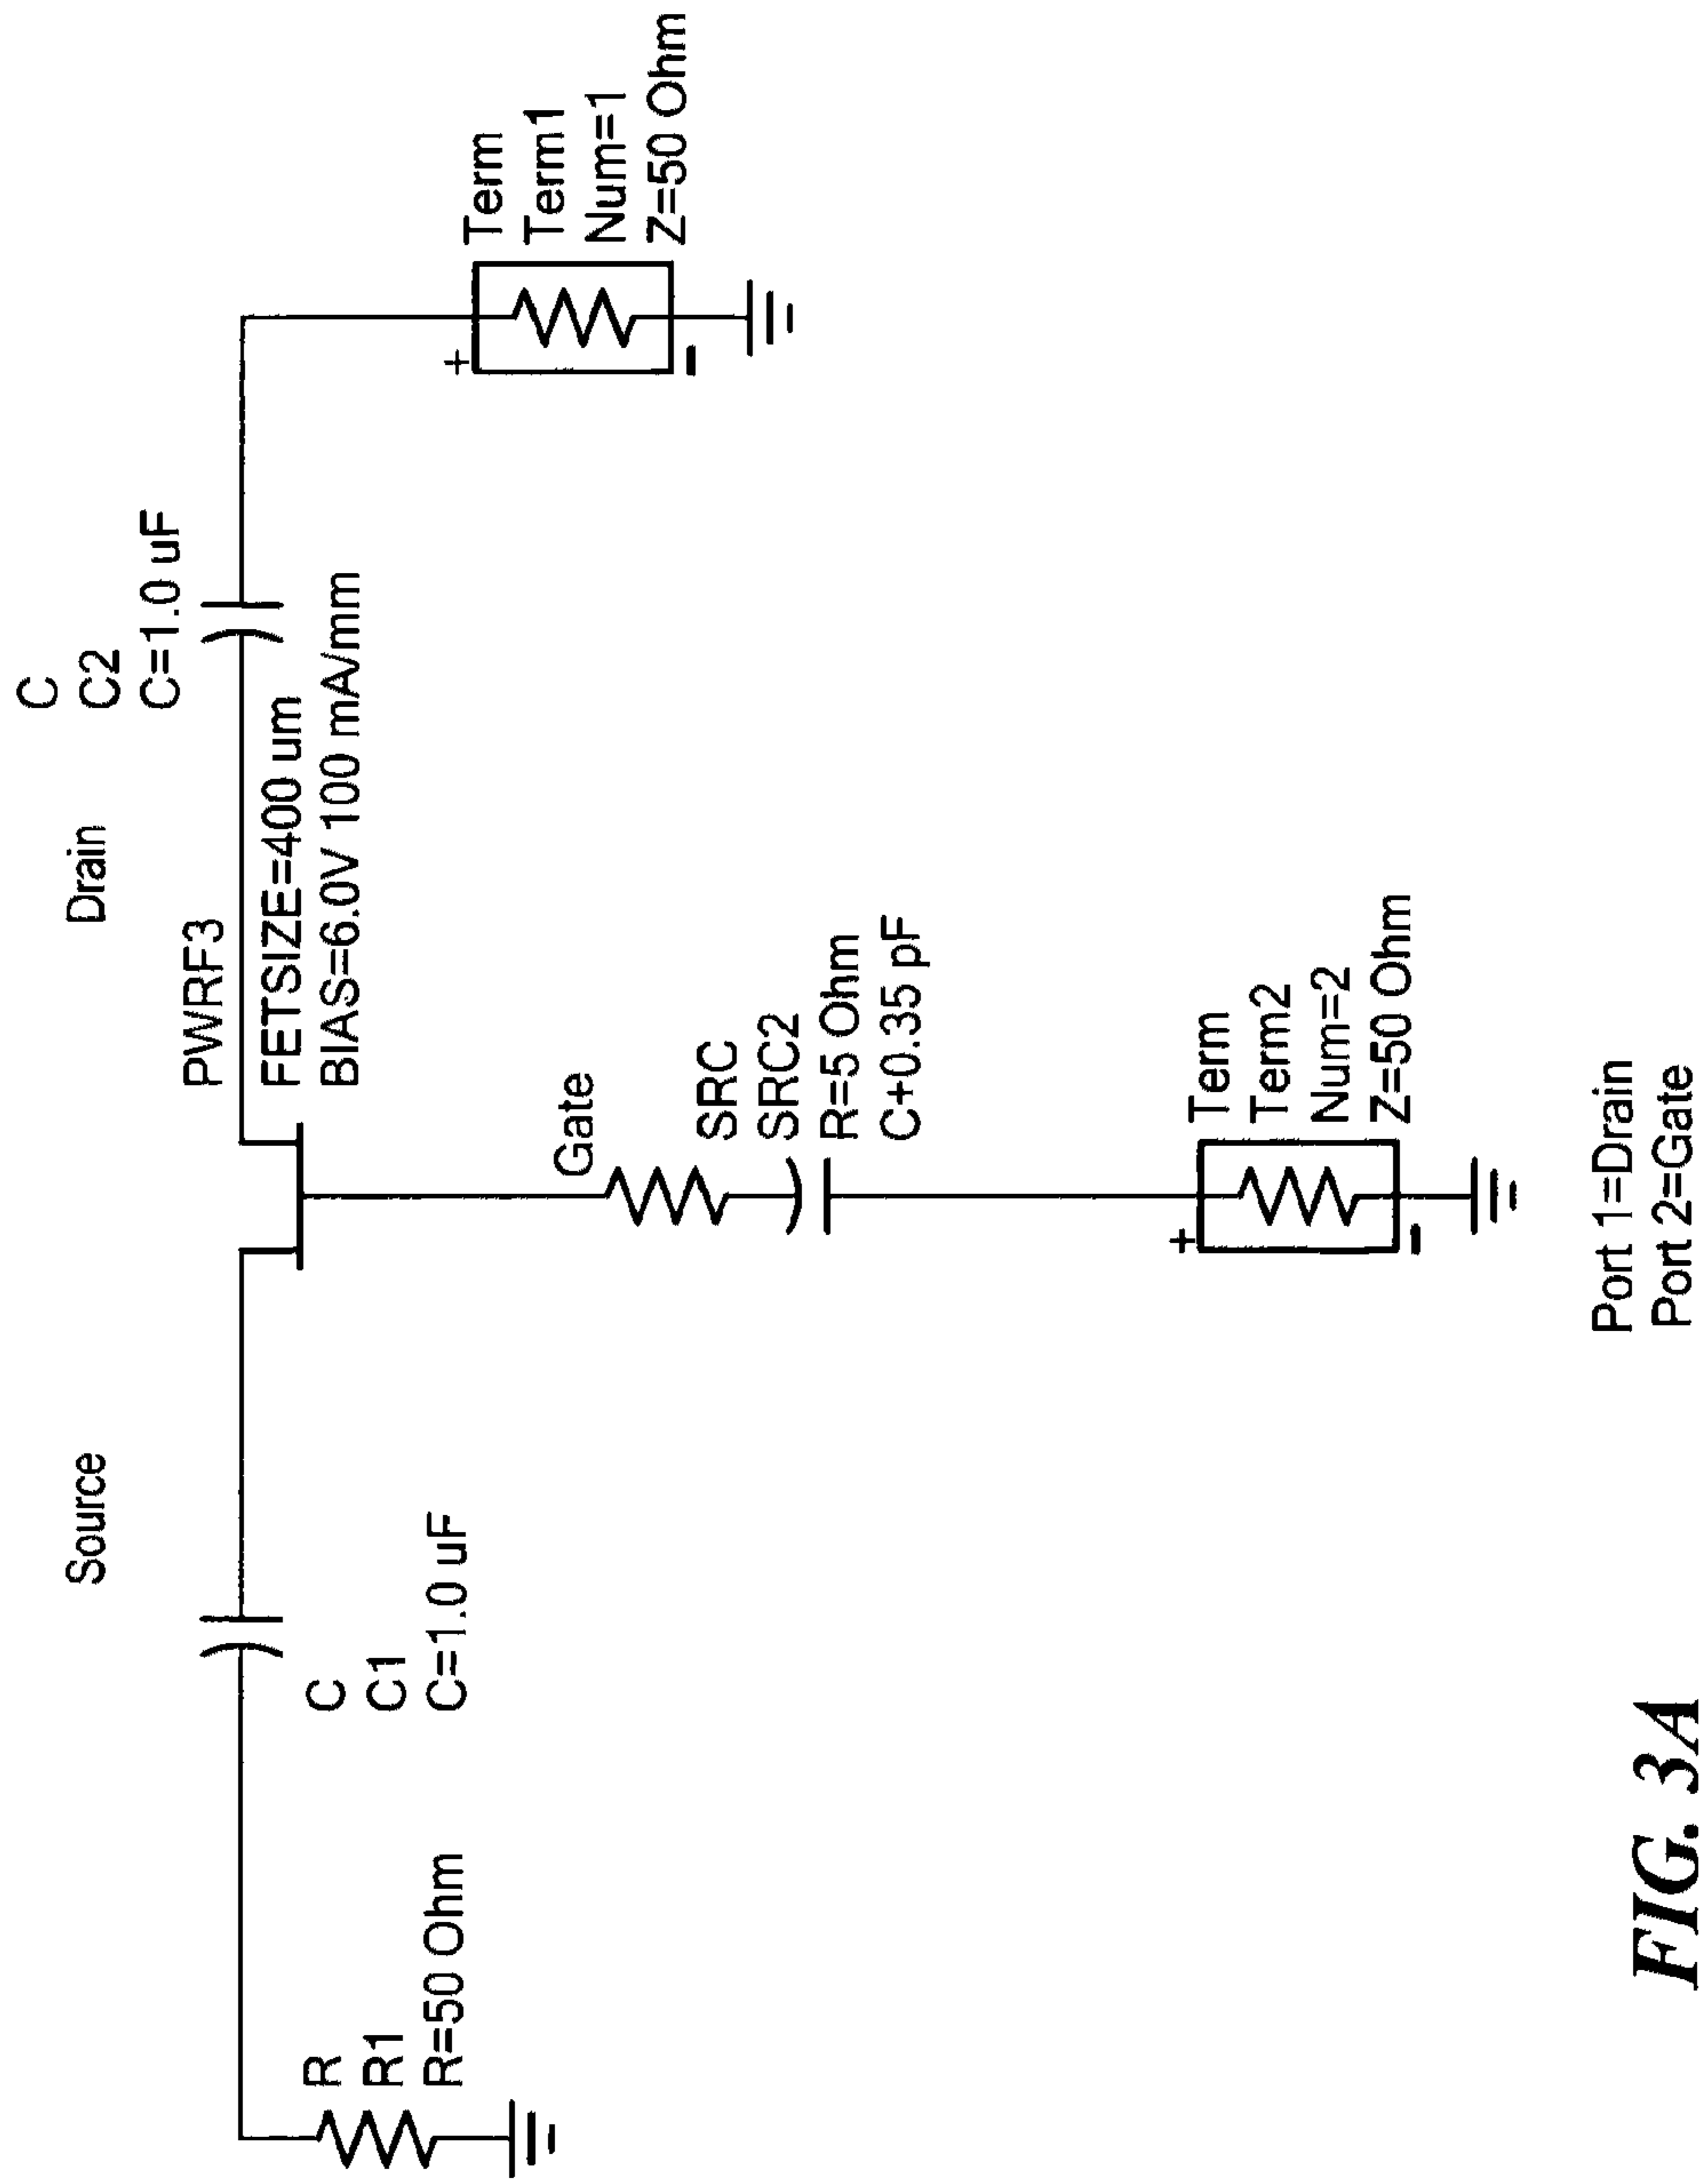 Source
Drain
C
C2
C=1.0 uF
PWRF3
FETSIZE=400 um
BIAS=6.0V 100 mA/mm
R
R1
R=50 Ohm
C
C1
C=1.0 uF
Gate
SRC
SRC2
R=5 Ohm
C+0.35 pF
+
Term
Term1
Num=1
Z=50 Ohm
-
+
Term
Term2
Num=2
Z=50 Ohm
-
Port 1=Drain
Port 2=Gate
FIG. 3A